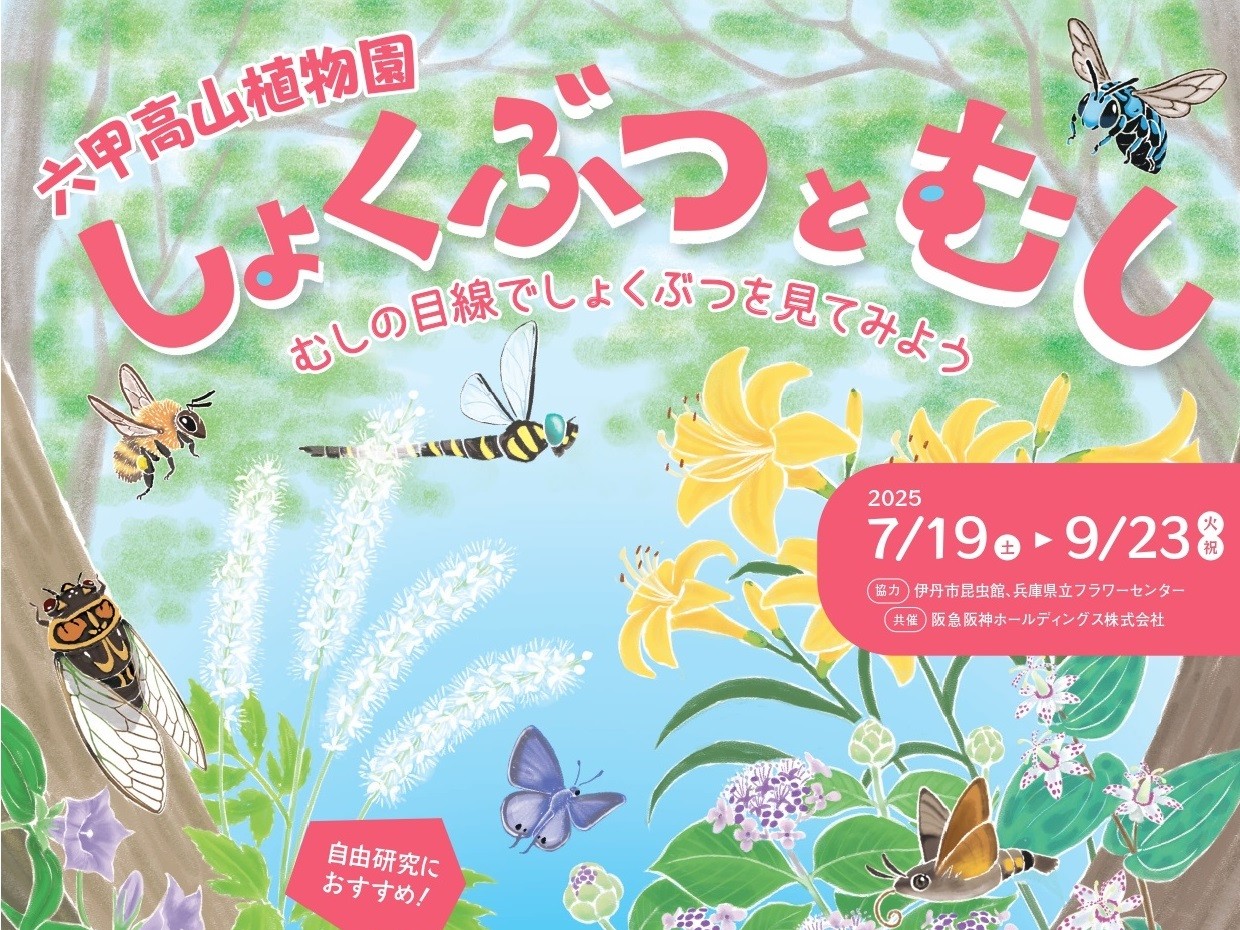 六甲高山植物園
しょくぶつとむし
むしの目線でしょくぶつを見てみよう
2025
7/19土▶9/23火祝
協力 伊丹市昆虫館、兵庫県立フラワーセンター
共催 阪急阪神ホールディングス株式会社
自由研究に
おすすめ!